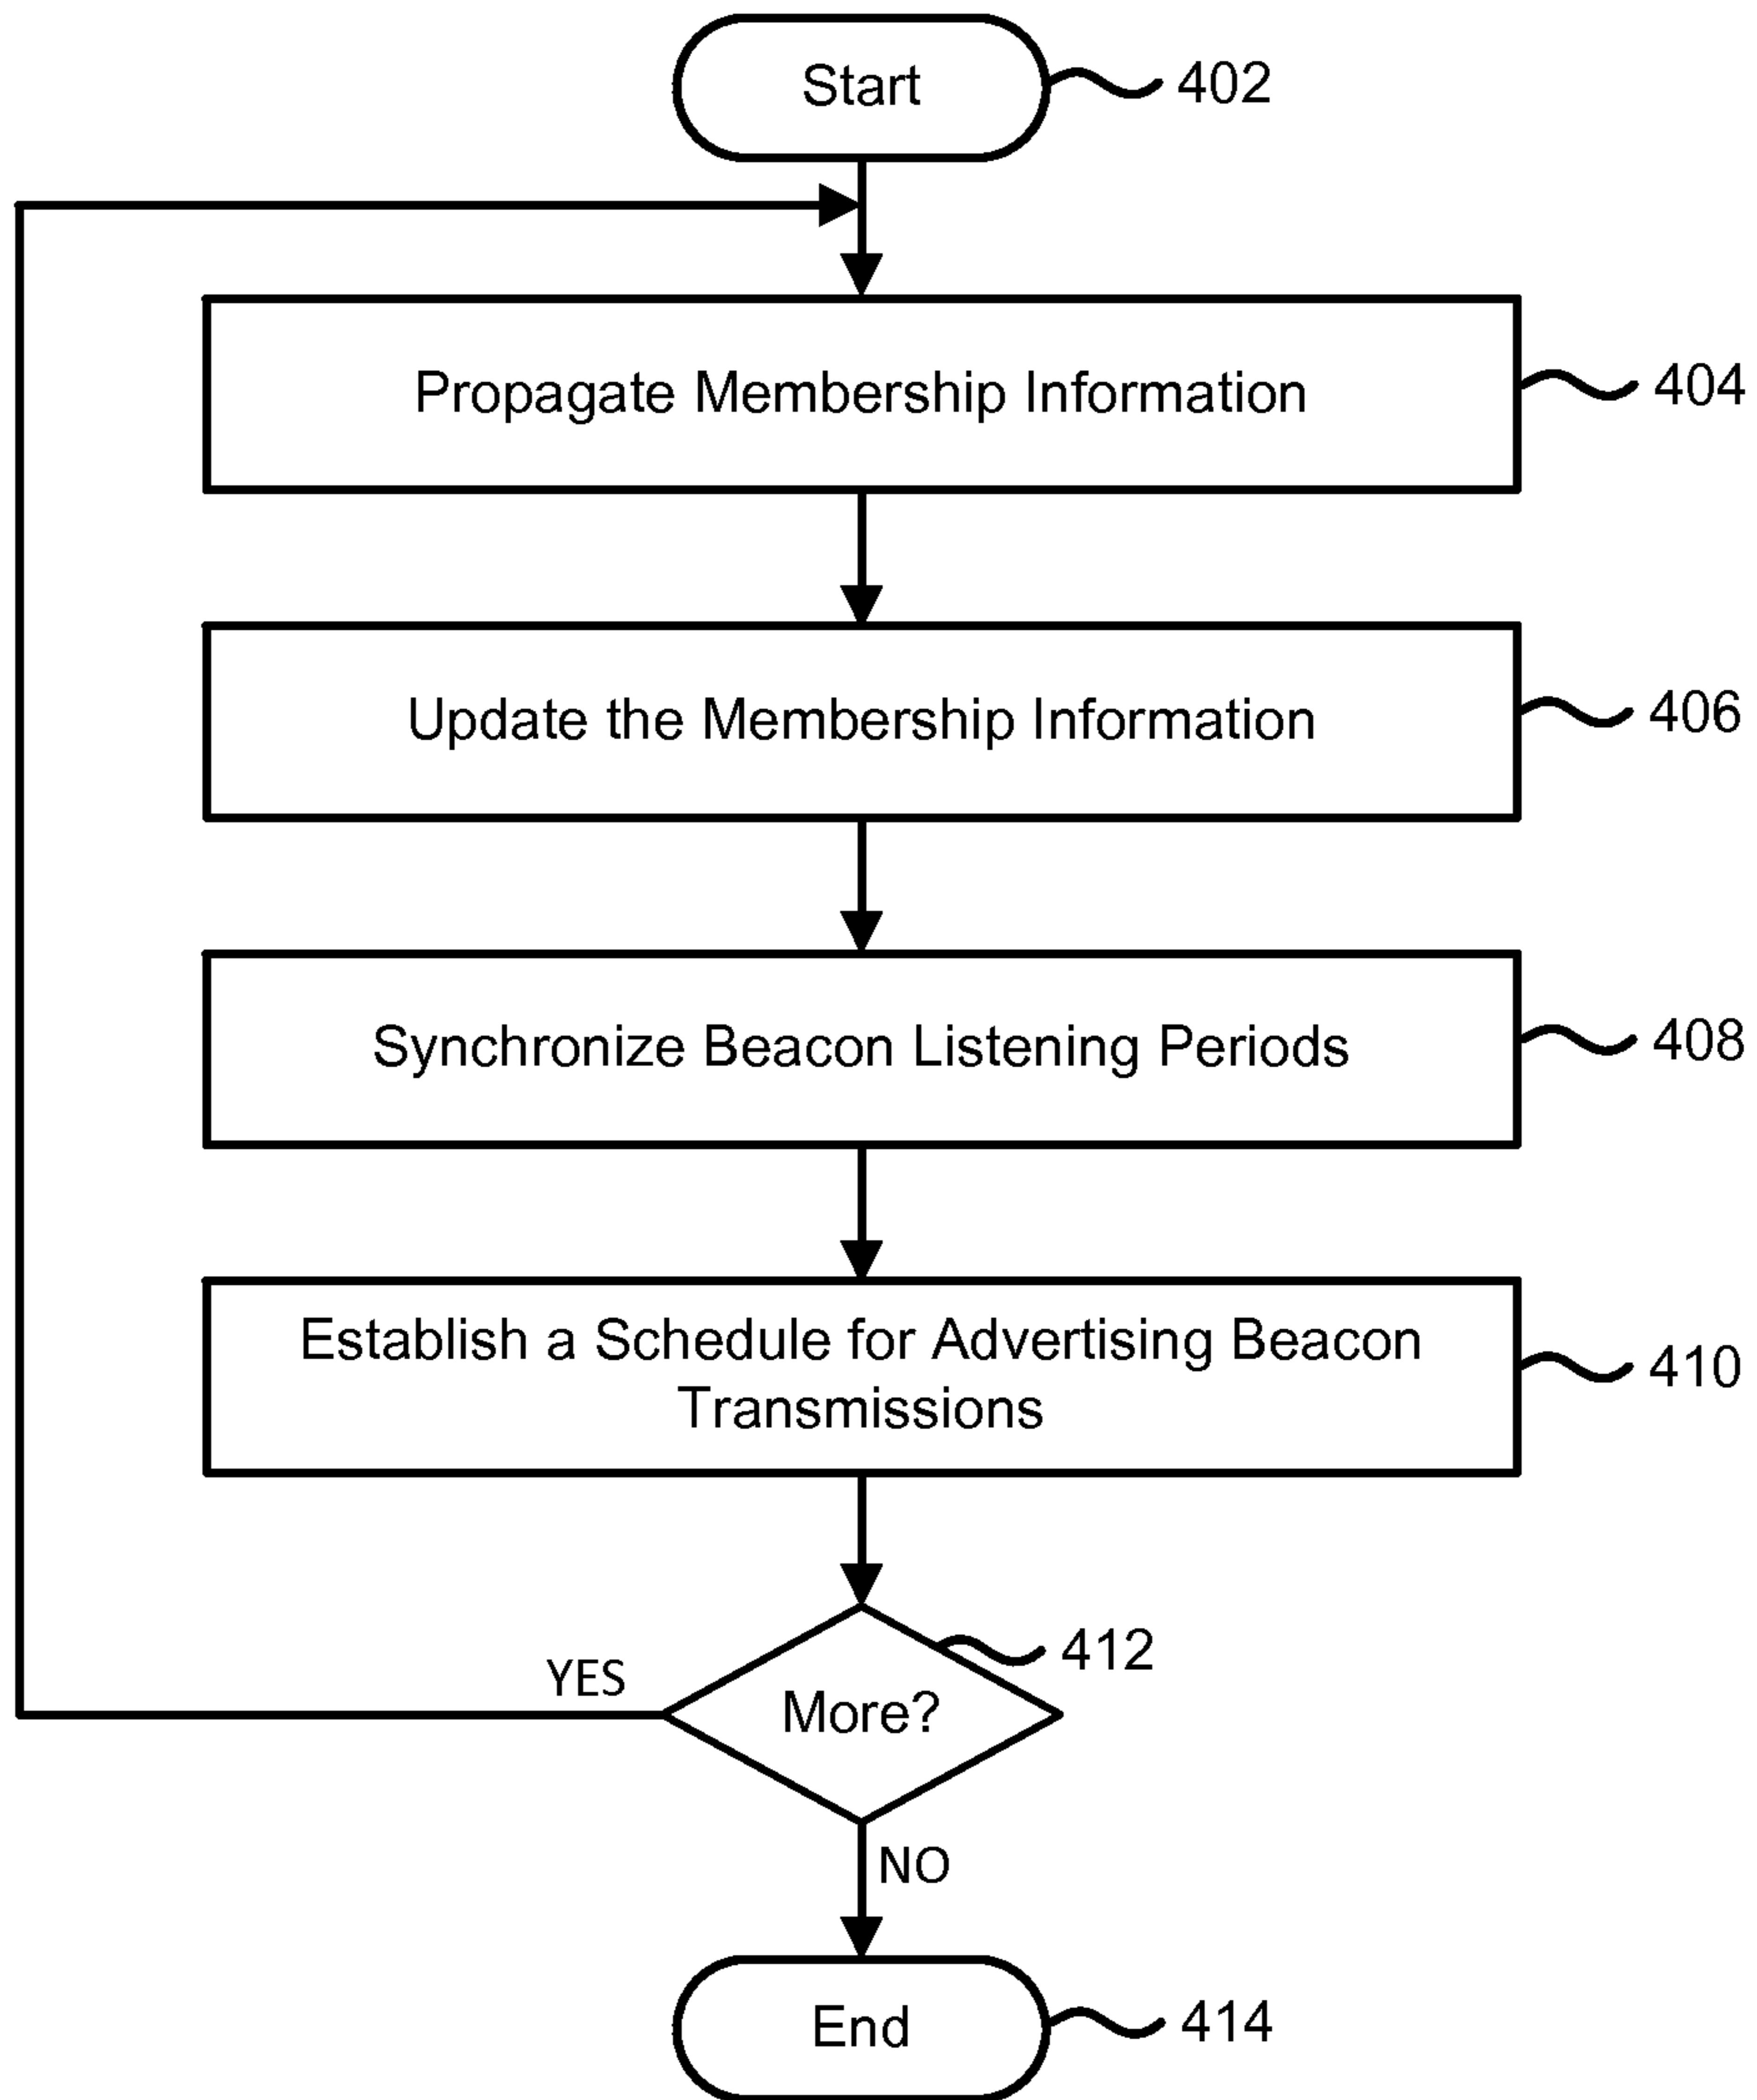 Start
402
Propagate Membership Information
404
Update the Membership Information
406
Synchronize Beacon Listening Periods
408
Establish a Schedule for Advertising Beacon
Transmissions
410
412
YES
More?
NO
End
414